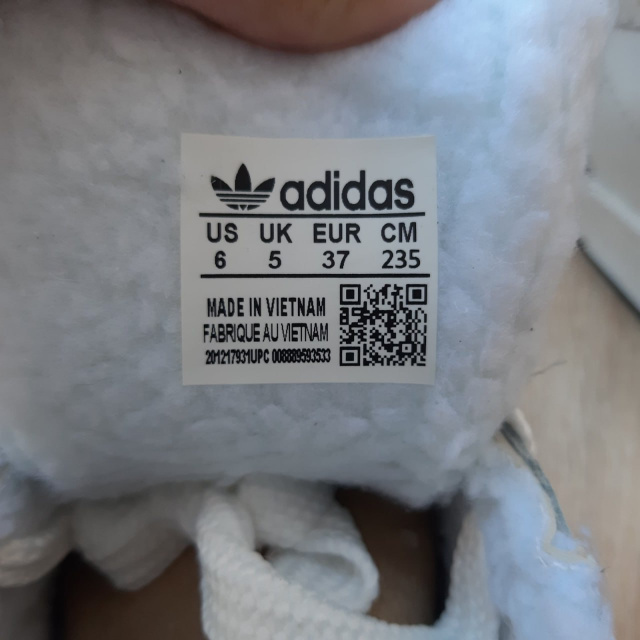 adidas
US UK EUR CM
6 5 37 235
MADE IN VIETNAM
FABRIQUE AU VIETNAM
201217931UPC 008889593533